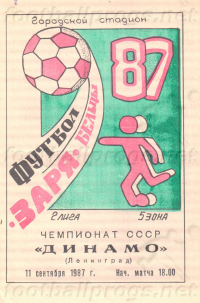 Городской стадион
87
ФУТБОЛ
"ЗАРЯ" БЕЛЬЦЫ
2 лига 5 зона
ЧЕМПИОНАТ СССР
«ДИНАМО»
(Ленинград)
11 сентября 1987 г. Нач. матча 18.00